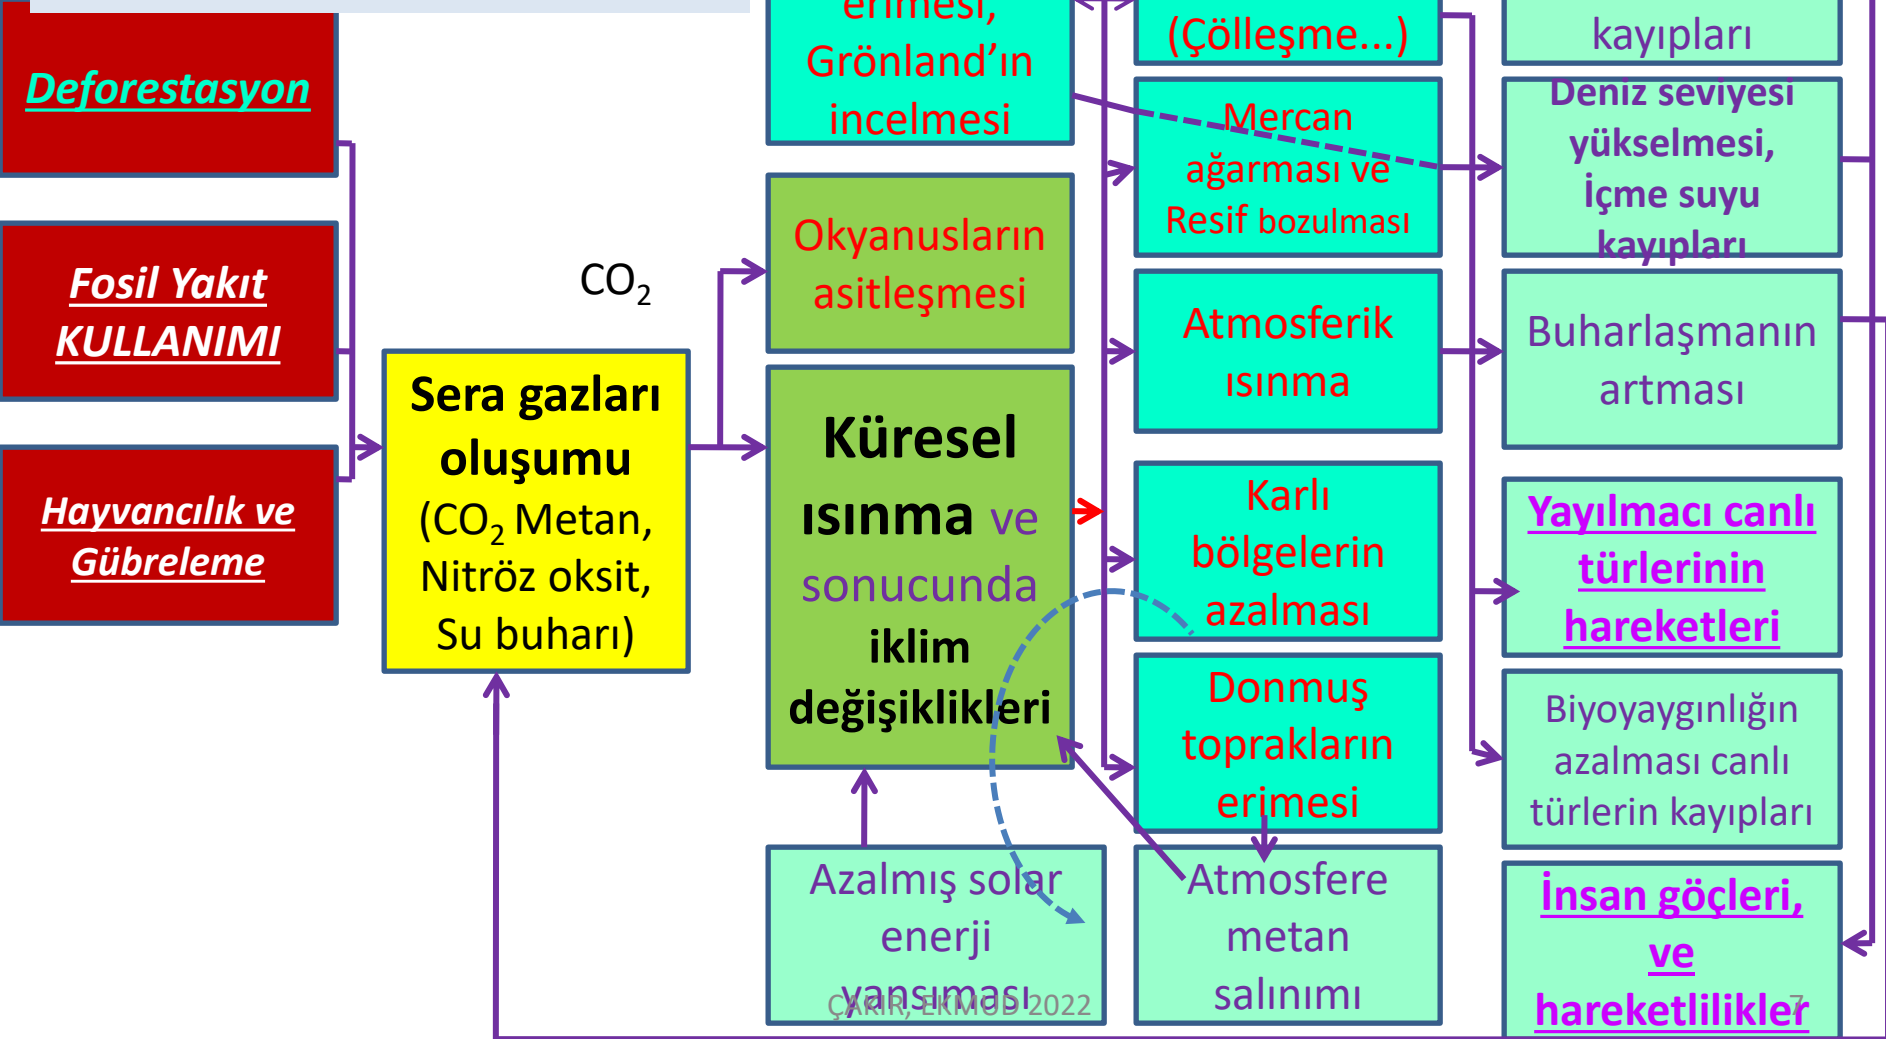 Deforestasyon
Fosil Yakıt
KULLANIMI
Hayvancılık ve
Gübreleme
CO₂
Sera gazları
oluşumu
(CO₂ Metan,
Nitröz oksit,
Su buharı)
erimesi,
Grönland’ın
incelmesi
Okyanusların
asitleşmesi
Küresel
ısınma ve
sonucunda
iklim
değişiklikleri
Azalmış solar
enerji
yansıması
(Çölleşme...)
Mercan
ağarması ve
Resif bozulması
Atmosferik
ısınma
Karlı
bölgelerin
azalması
Donmuş
toprakların
erimesi
Atmosfere
metan
salınımı
kayıpları
Deniz seviyesi
yükselmesi,
İçme suyu
kayıpları
Buharlaşmanın
artması
Yayılmacı canlı
türlerinin
hareketleri
Biyoyaygınlığın
azalması canlı
türlerin kayıpları
İnsan göçleri,
ve
hareketlilikler
ÇAKIR, EKMUD 2022
7